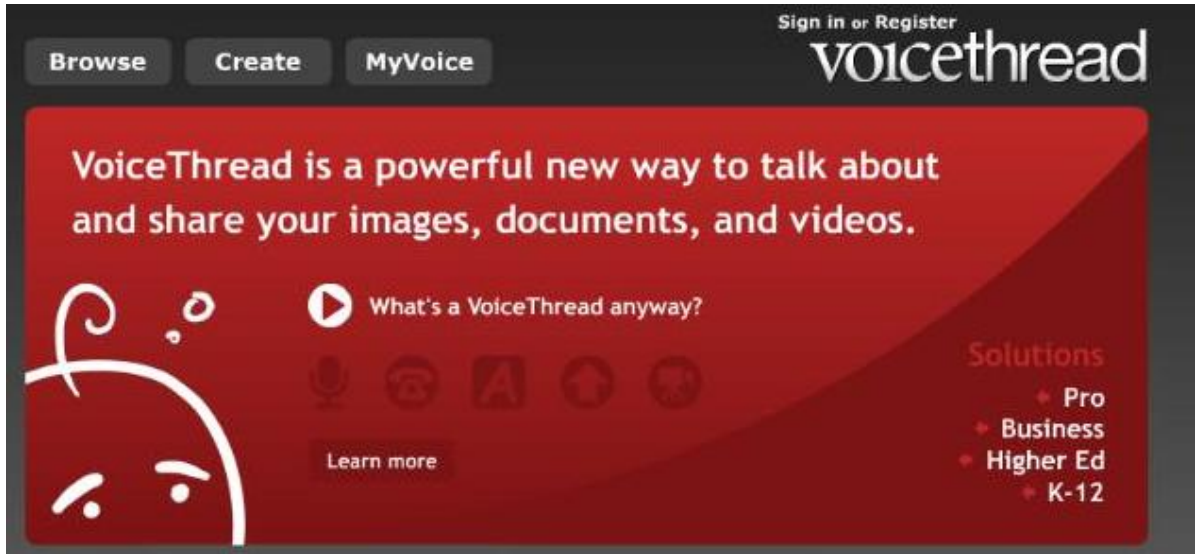 Sign in or Register
Browse Create MyVoice
voicethread
VoiceThread is a powerful new way to talk about
and share your images, documents, and videos.
What's a VoiceThread anyway?
A
Learn more
Solutions
Pro
Business
Higher Ed
K-12